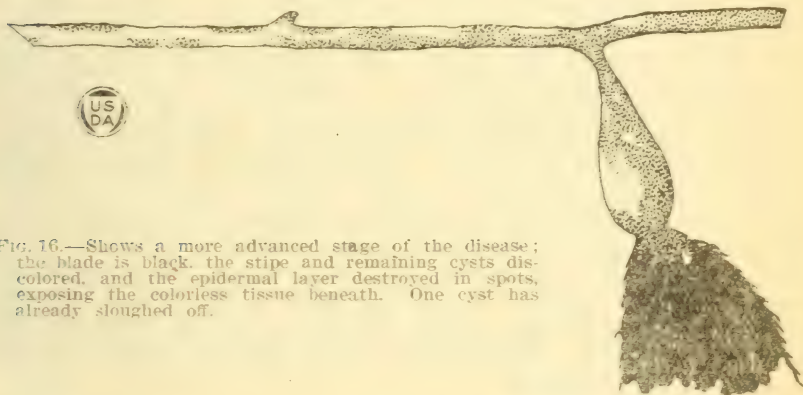 US
DA
FIG. 16.—Shows a more advanced stage of the disease;
the blade is black, the stipe and remaining cysts dis-
colored, and the epidermal layer destroyed in spots,
exposing the colorless tissue beneath. One cyst has
already sloughed off.